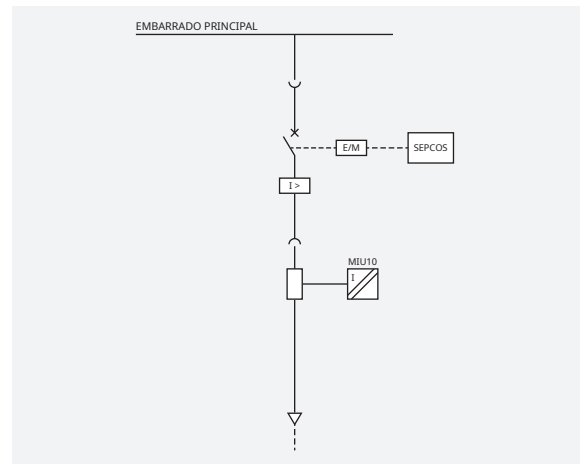 EMBARRADO PRINCIPAL
E/M
SEPCOS
I >
MIU10
I